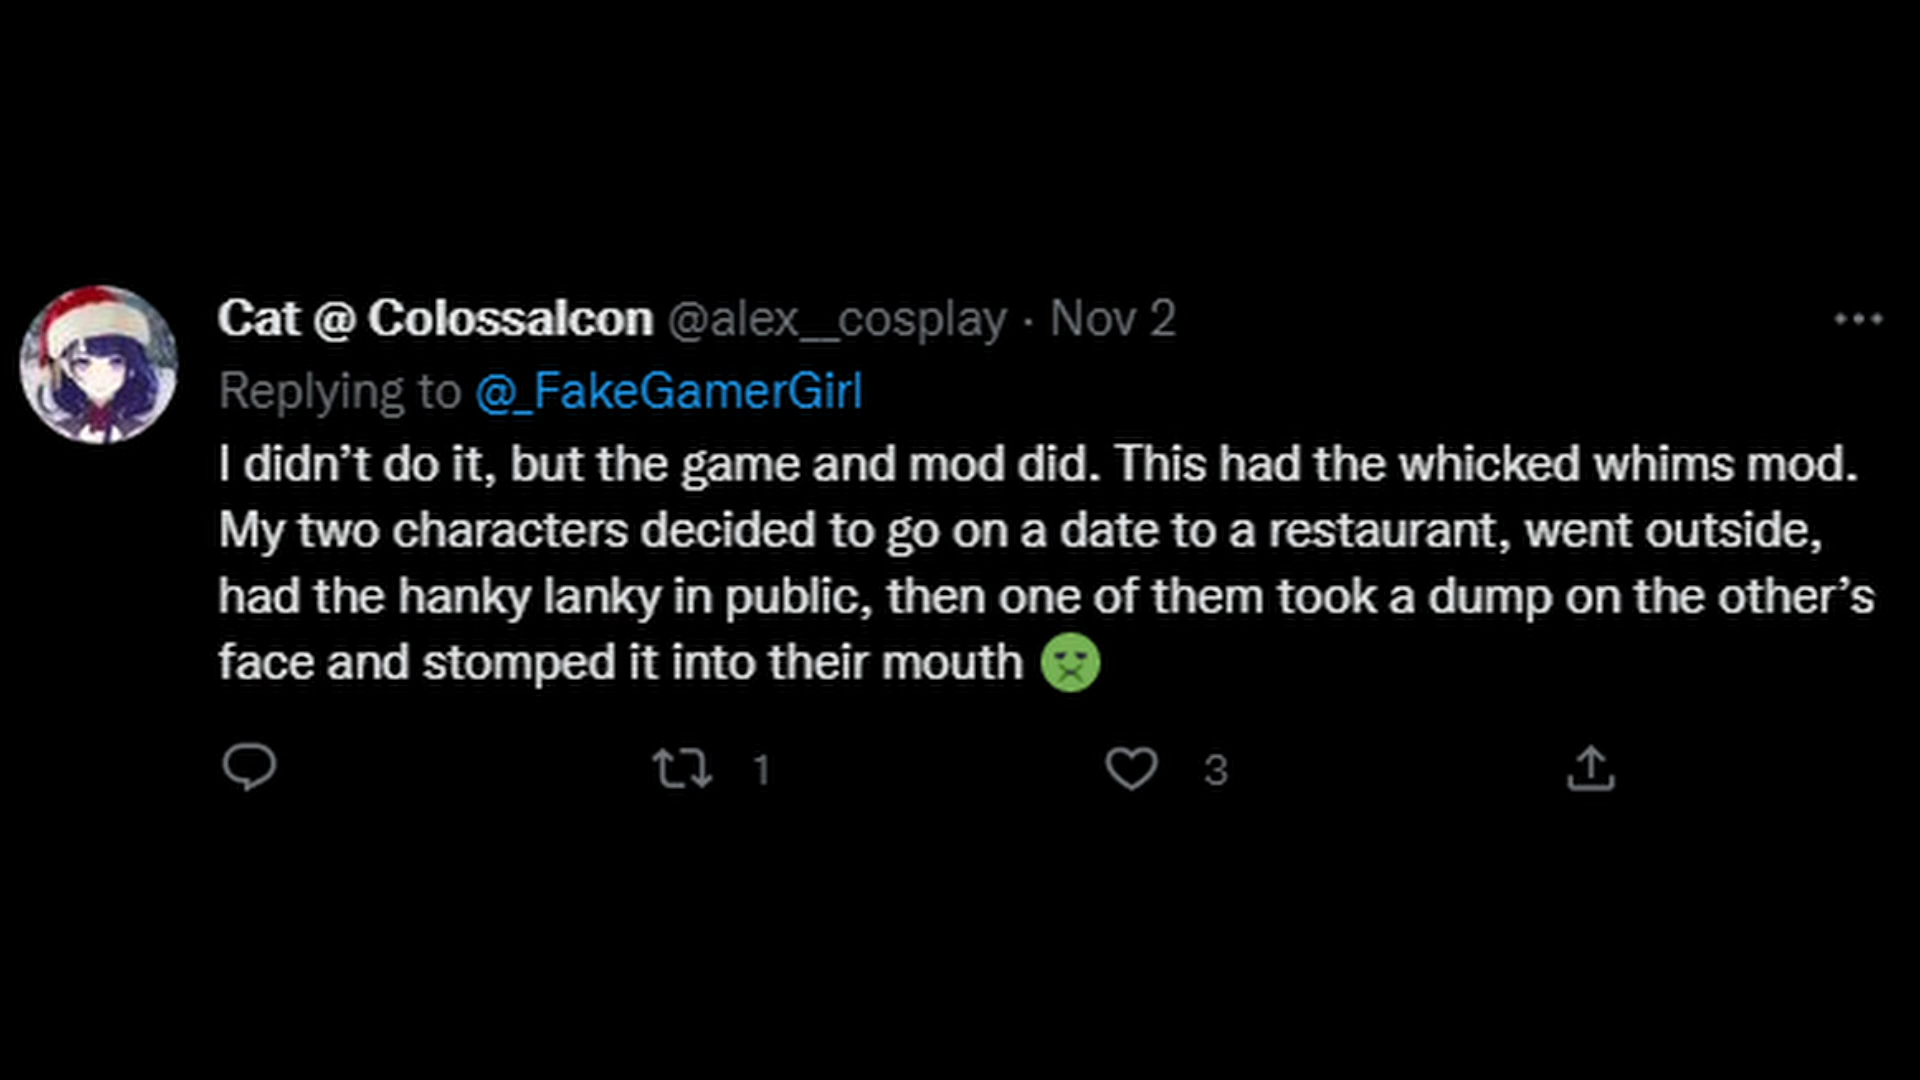 Cat @ Colossalcon @alex__cosplay · Nov 2
Replying to @_FakeGamerGirl
I didn’t do it, but the game and mod did. This had the whicked whims mod.
My two characters decided to go on a date to a restaurant, went outside,
had the hanky lanky in public, then one of them took a dump on the other’s
face and stomped it into their mouth 
1 3